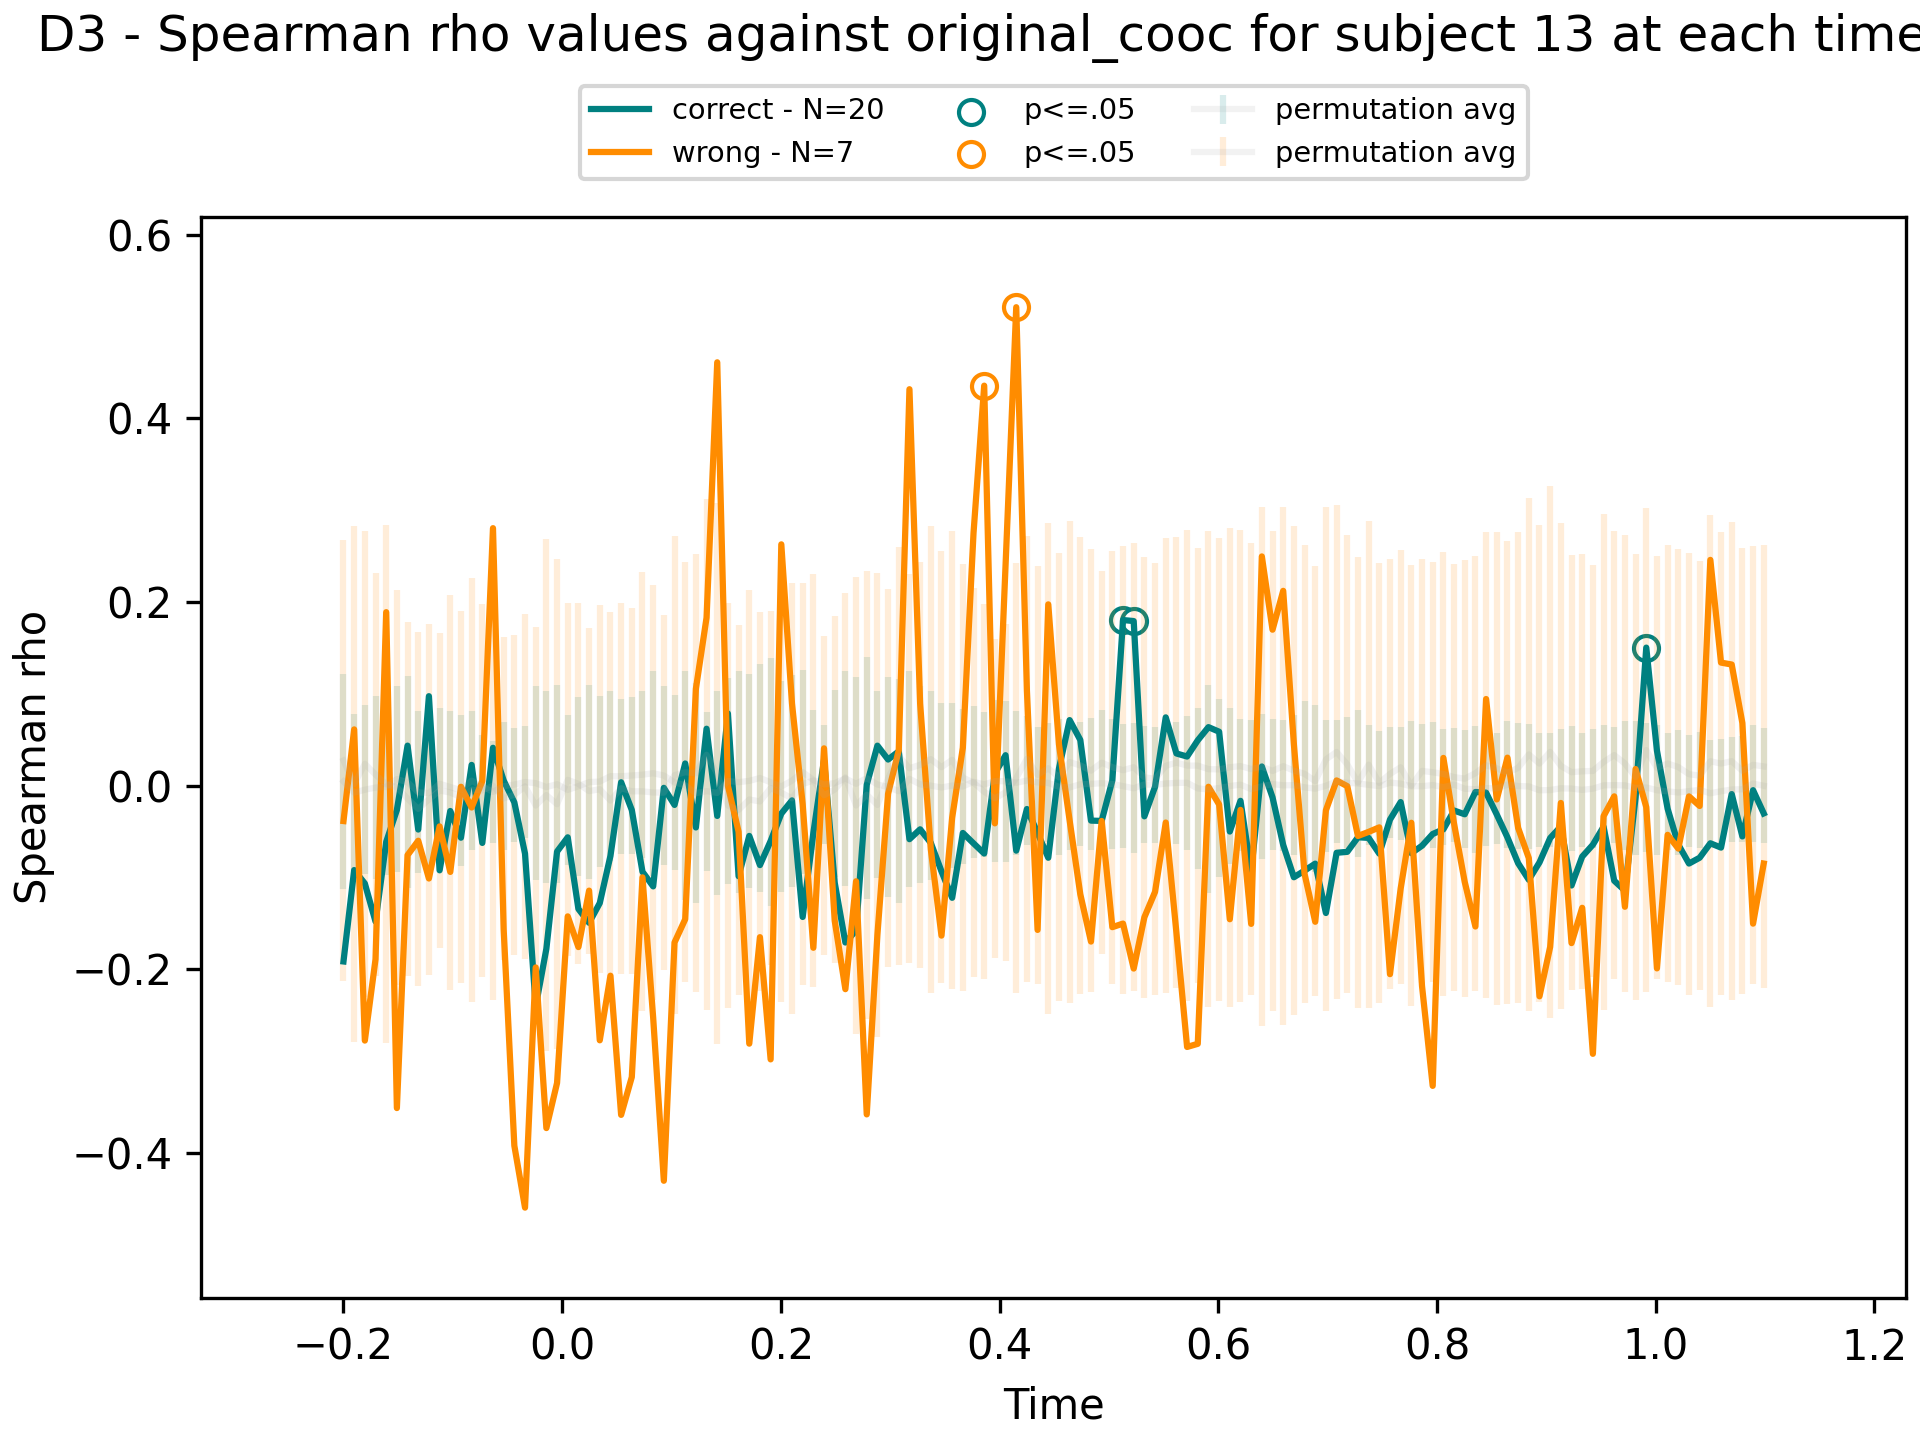 D3 - Spearman rho values against original_cooc for subject 13 at each time
correct - N=20
wrong - N=7
p<=.05
p<=.05
permutation avg
permutation avg
Spearman rho
0.6
0.4
0.2
0.0
−0.2
−0.4
−0.2 0.0 0.2 0.4 0.6 0.8 1.0 1.2
Time